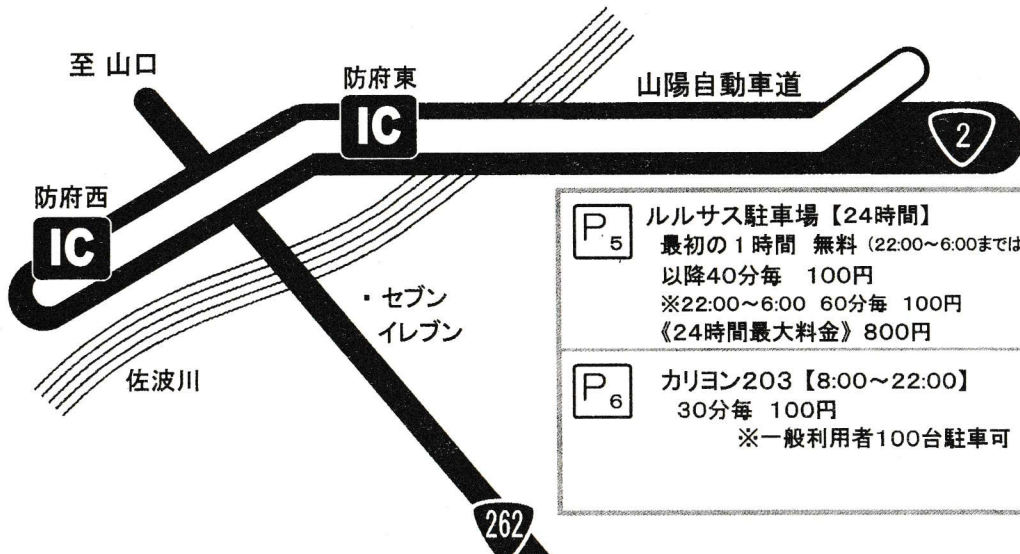 至 山口
防府東
IC
山陽自動車道
2
防府西
IC
佐波川
・セブン
イレブン
262
P5 ルルサス駐車場【24時間】
最初の1時間 無料 (22:00～6:00までは
以降40分毎 100円
※22:00～6:00 60分毎 100円
《24時間最大料金》 800円
P6 カリヨン203【8:00～22:00】
30分毎 100円
※一般利用者100台駐車可